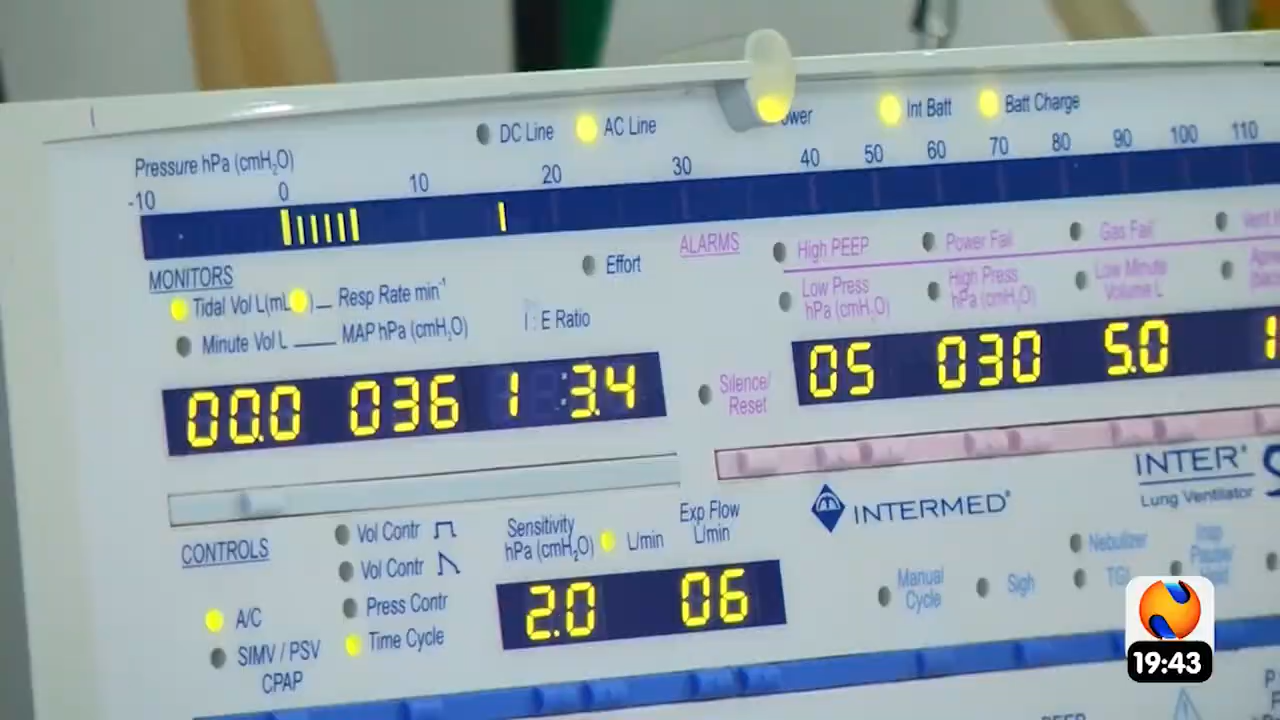 DC Line AC Line Int Batt Batt Charge
Pressure hPa (cmH₂O)
-10 0 10 20 30 40 50 60 70 80 90 100 110
MONITORS Effort ALARMS High PEEP Power Fail Gas Fail
Tidal Vol L(mL) Resp Rate min⁻¹ Low Press hPa (cmH₂O) High Press hPa (cmH₂O) Low Minute Volume L
Minute Vol L MAP hPa (cmH₂O) I : E Ratio
00.0 036 1 :3.4
Silence/
Reset
05 030 5.0
INTERMED®
INTER®
Lung Ventilator
CONTROLS
Vol Contr
Vol Contr
Press Contr
Time Cycle
A/C
SIMV / PSV
CPAP
Sensitivity
hPa (cmH₂O) L/min
Exp Flow
L/min
2.0 06
Manual
Cycle
Sigh
Nebulizer
TGI
19:43